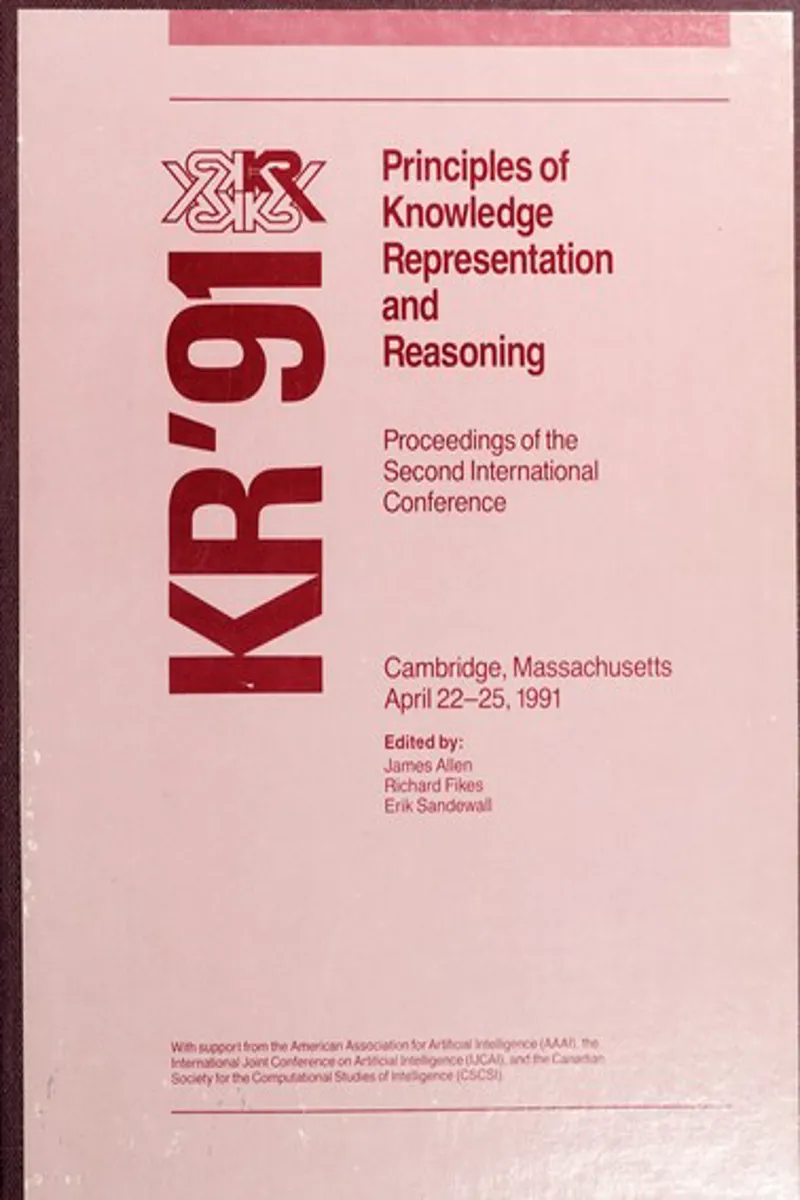 KR'91
Principles of
Knowledge
Representation
and
Reasoning
Proceedings of the
Second International
Conference
Cambridge, Massachusetts
April 22–25, 1991
Edited by:
James Allen
Richard Fikes
Erik Sandewall
With support from the American Association for Artificial Intelligence (AAAI), the
International Joint Conference on Artificial Intelligence (IJCAI), and the Canadian
Society for the Computational Studies of Intelligence (CSCSI)